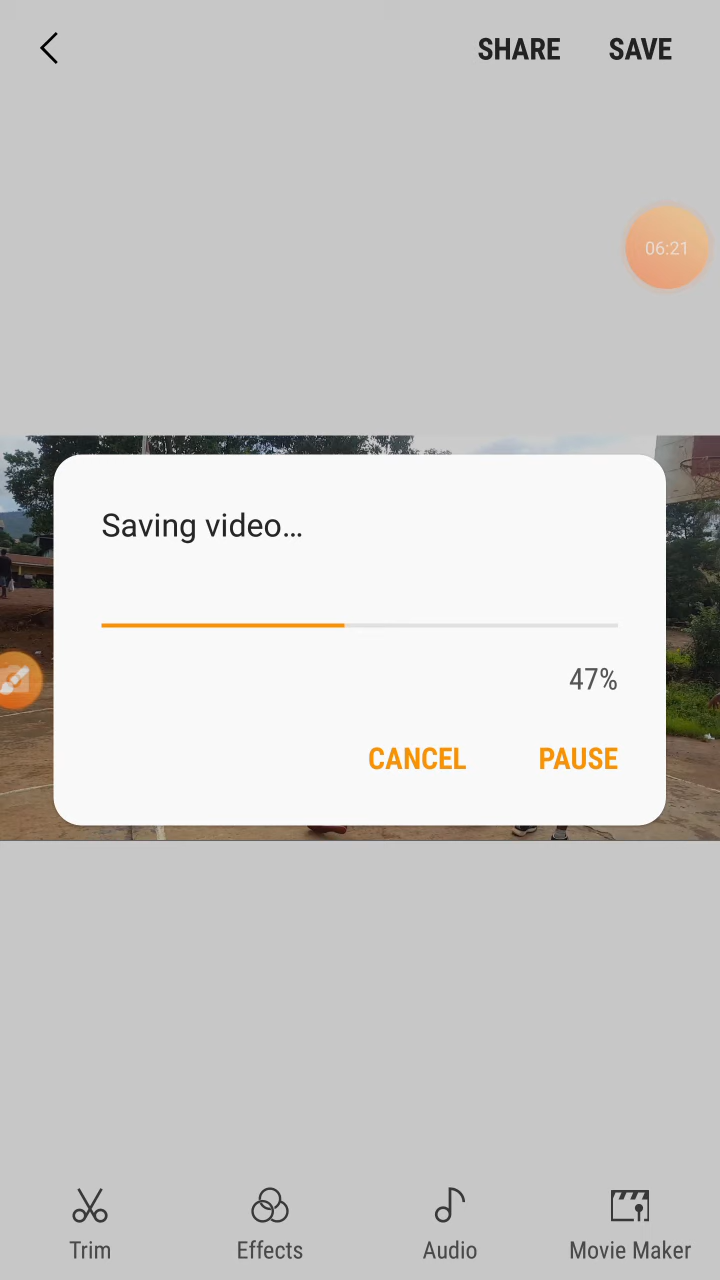 SHARE SAVE
06:21
Saving video...
47%
CANCEL PAUSE
Trim Effects Audio Movie Maker